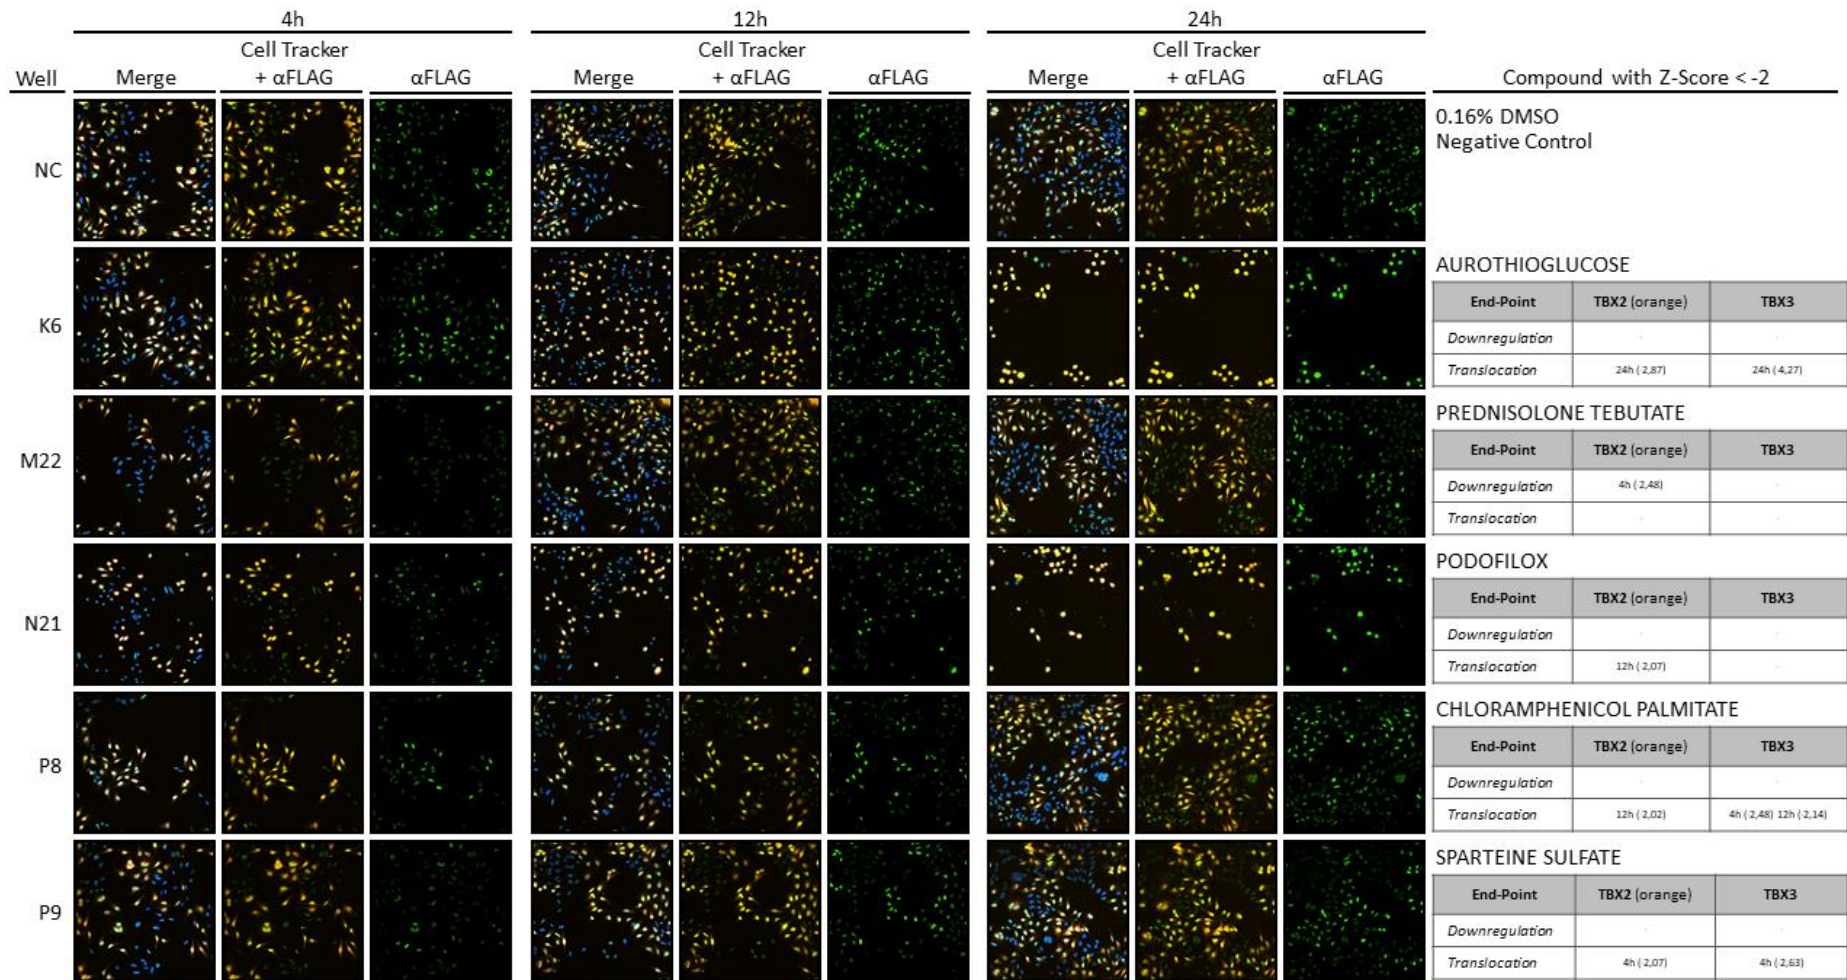 4h 12h 24h
Cell Tracker Cell Tracker Cell Tracker
Well Merge + αFLAG αFLAG Merge + αFLAG αFLAG Merge + αFLAG αFLAG Compound with Z-Score < -2
NC
0.16% DMSO
Negative Control
K6
AUROTHIOGLUCOSE
End-Point TBX2 (orange) TBX3
Downregulation - -
Translocation 24h (-2,87) 24h (-4,27)
M22
PREDNISOLONE TEBUTATE
End-Point TBX2 (orange) TBX3
Downregulation 4h (-2,48) -
Translocation - -
N21
PODOFILOX
End-Point TBX2 (orange) TBX3
Downregulation - -
Translocation 12h (-2,07) -
P8
CHLORAMPHENICOL PALMITATE
End-Point TBX2 (orange) TBX3
Downregulation - -
Translocation 12h (-2,02) 4h (-2,48) 12h (-2,14)
P9
SPARTEINE SULFATE
End-Point TBX2 (orange) TBX3
Downregulation - -
Translocation 4h (-2,07) 4h (-2,63)